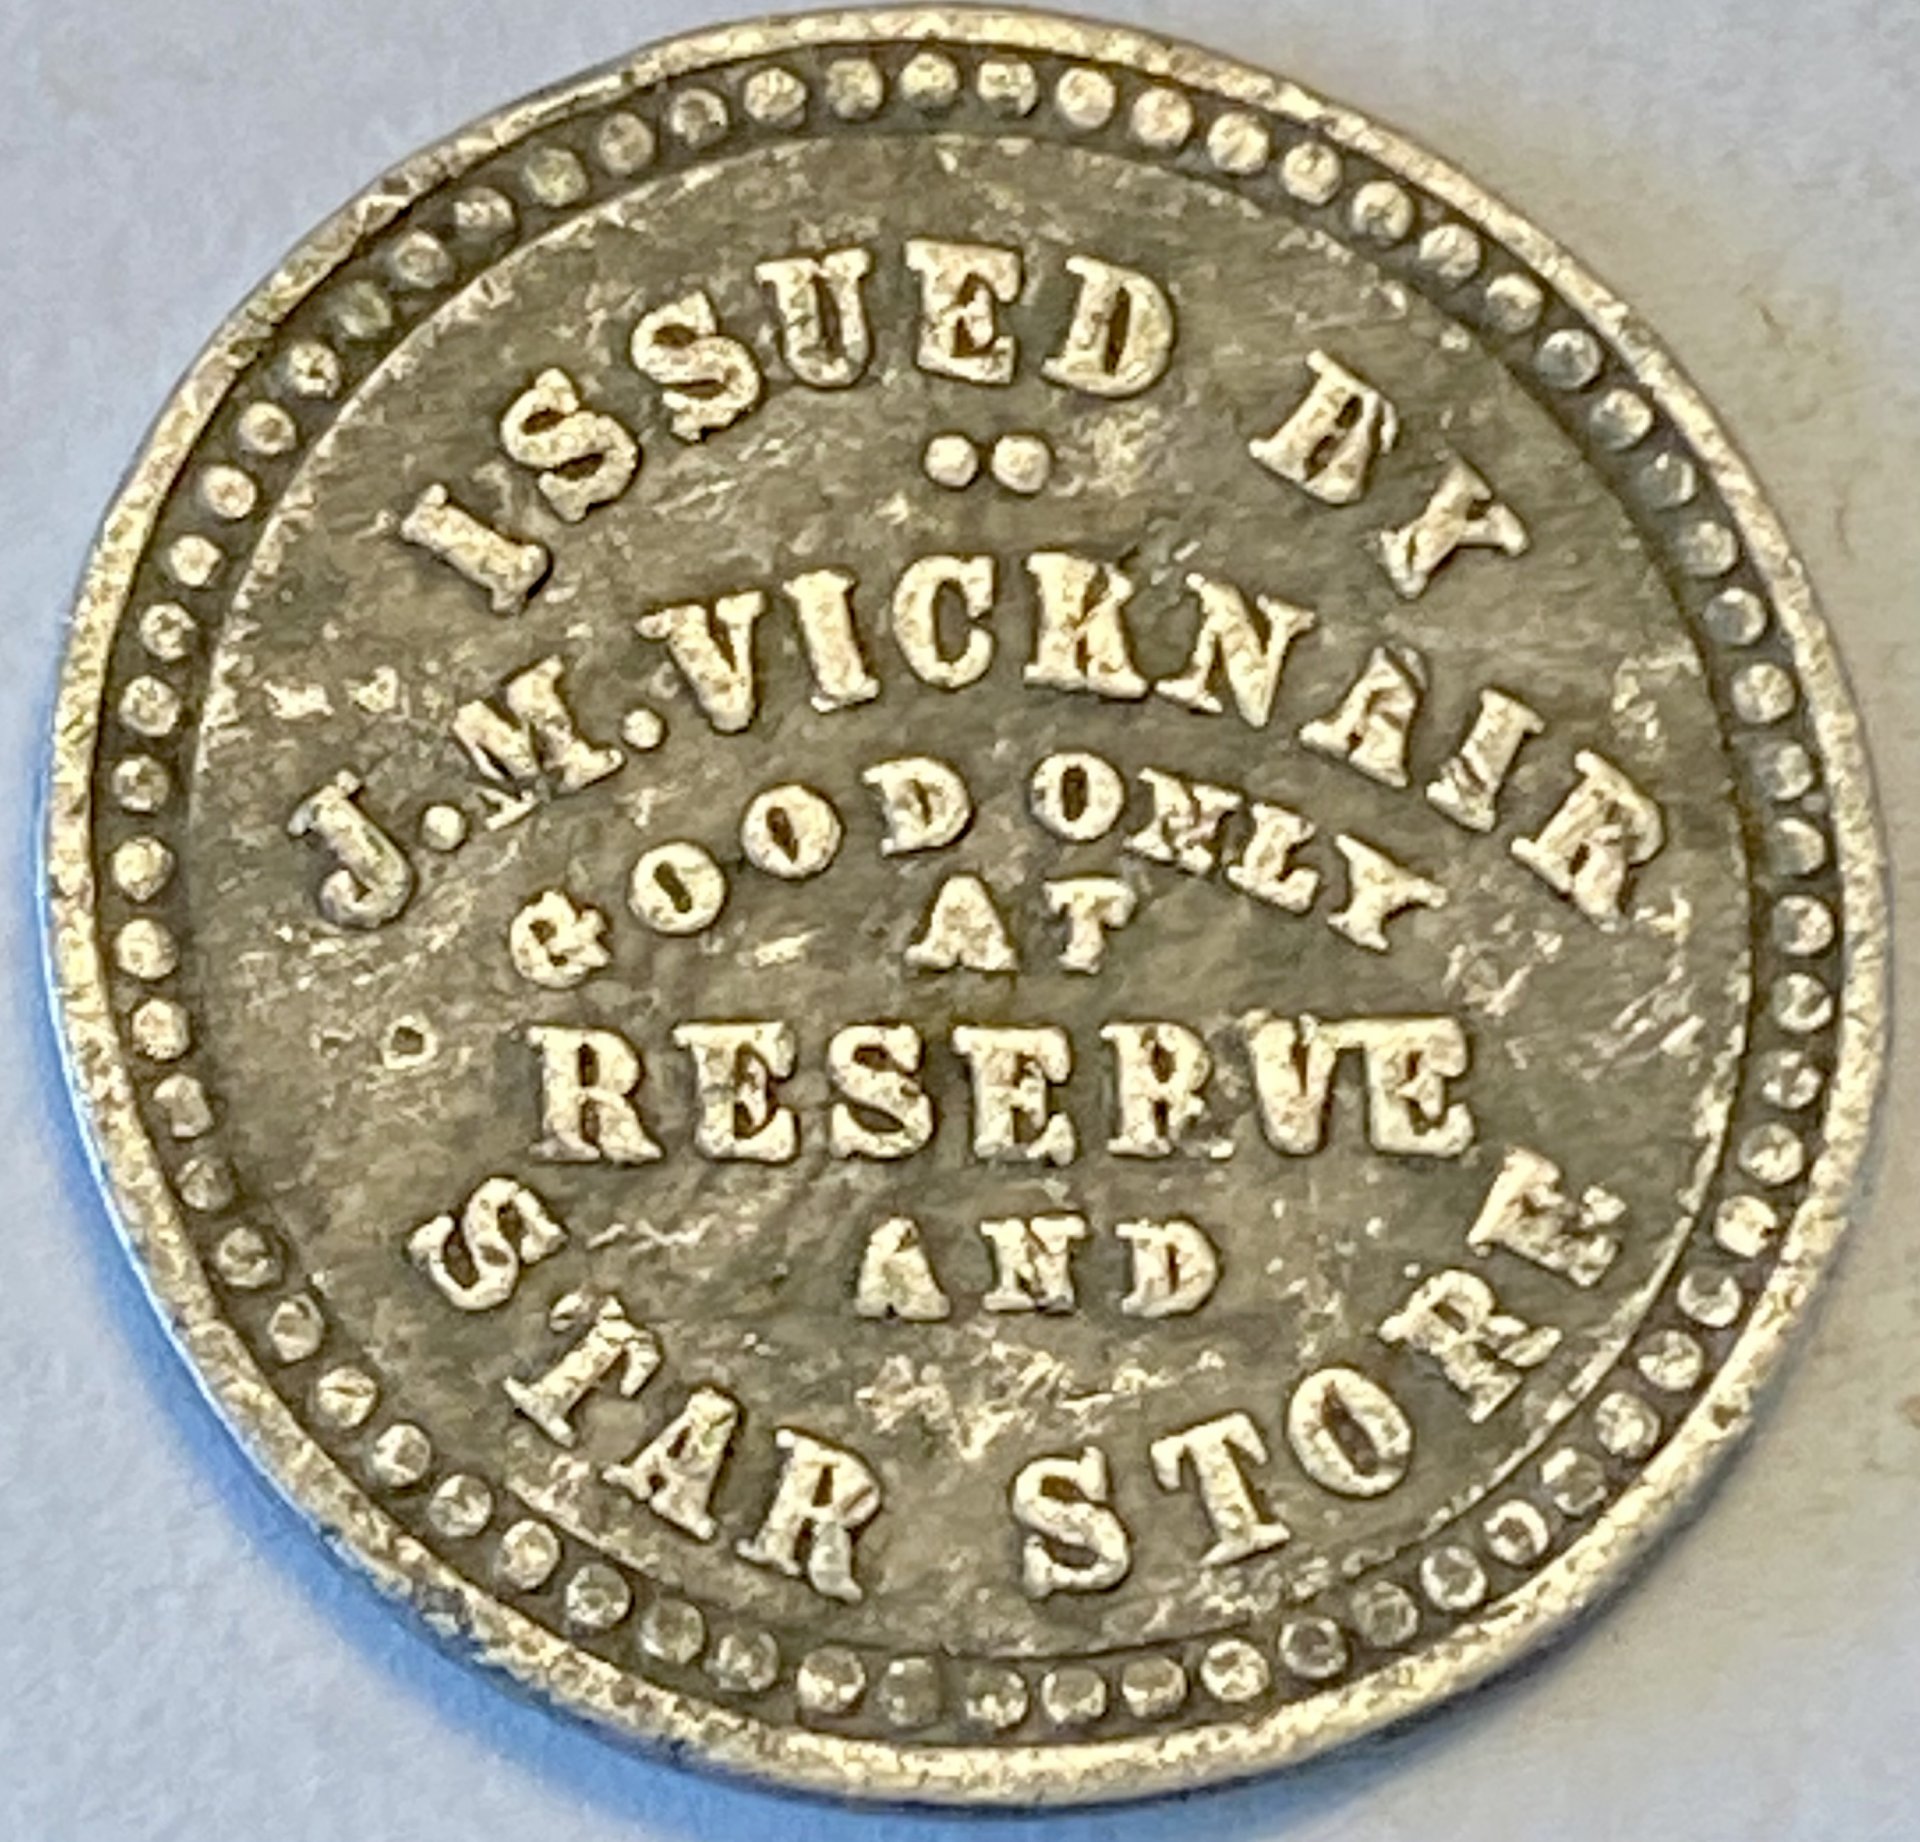 ISSUED BY
J.M.VICKNAIR
GOOD ONLY
AT
RESERVE
AND
STAR STORE